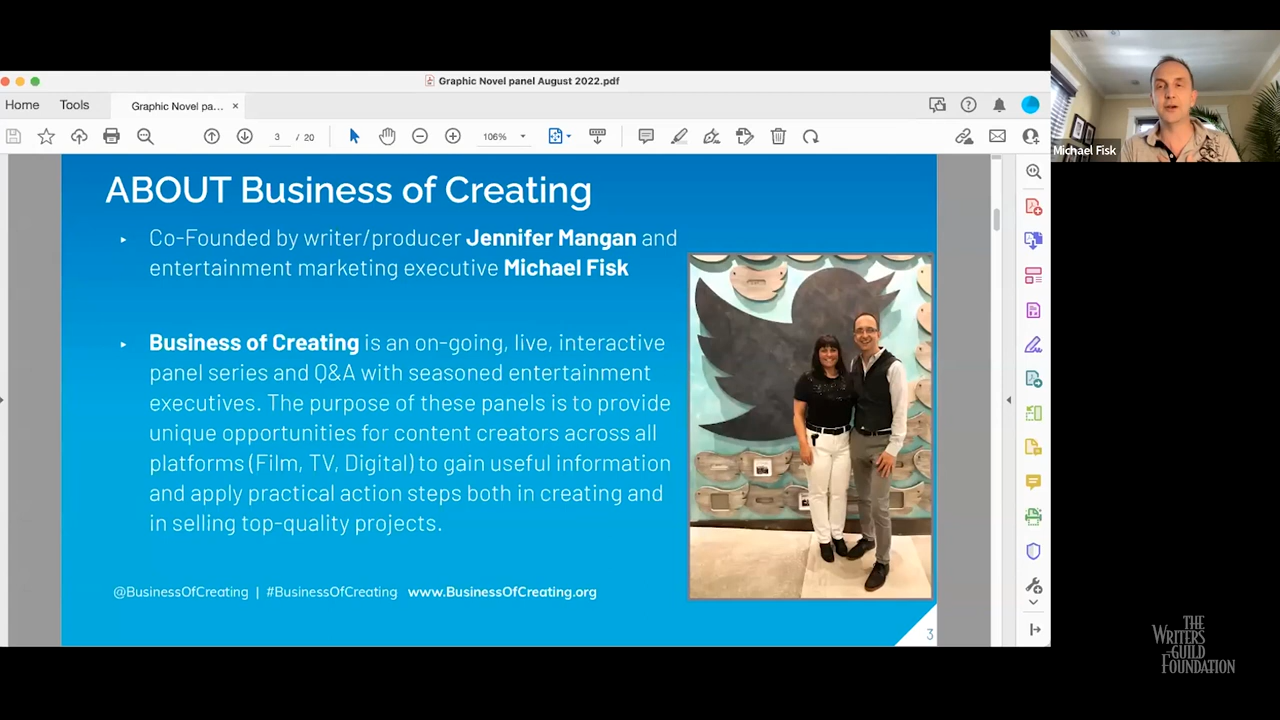 Graphic Novel panel August 2022.pdf
Home
Tools
Graphic Novel pa...
3 / 20
106%
ABOUT Business of Creating
Co-Founded by writer/producer Jennifer Mangan and
entertainment marketing executive Michael Fisk
Business of Creating is an on-going, live, interactive
panel series and Q&A with seasoned entertainment
executives. The purpose of these panels is to provide
unique opportunities for content creators across all
platforms (Film, TV, Digital) to gain useful information
and apply practical action steps both in creating and
in selling top-quality projects.
@BusinessOfCreating | #BusinessOfCreating www.BusinessOfCreating.org
3
Michael Fisk
THE
WRITERS
GUILD
FOUNDATION